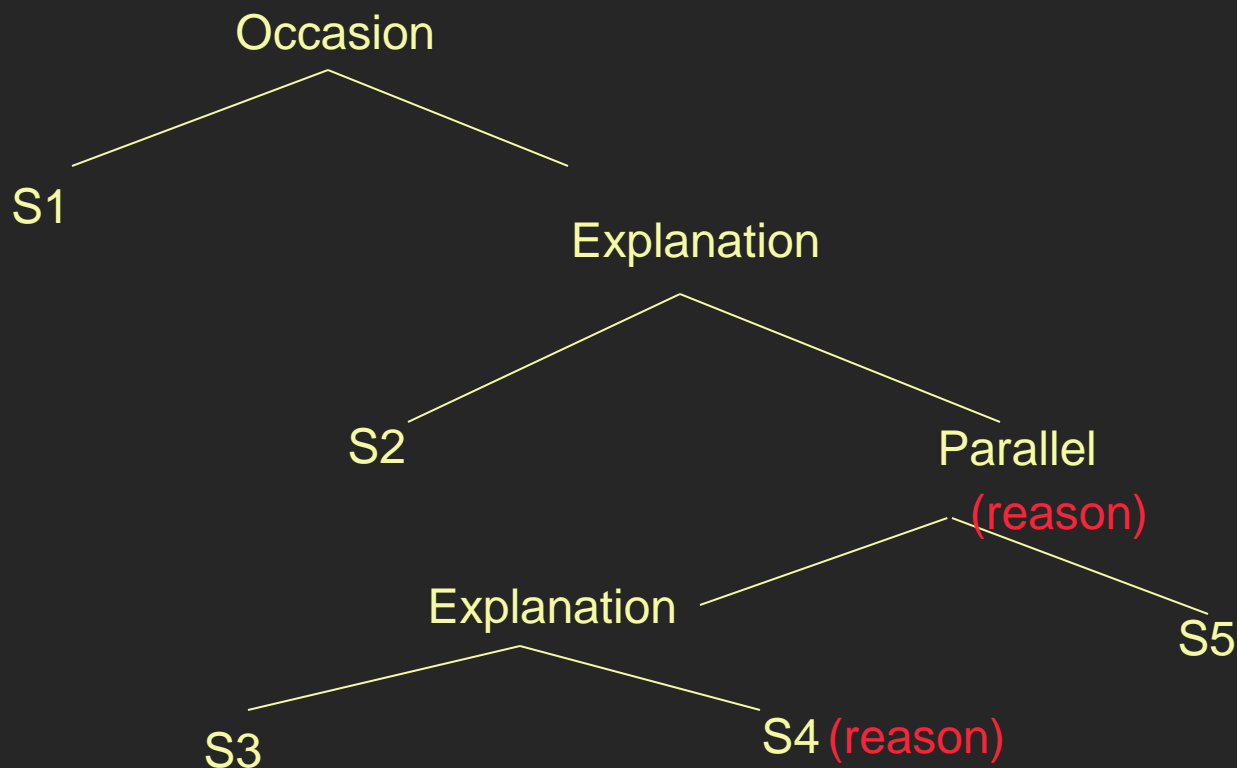 Occasion
S1
Explanation
S2
Parallel
(reason)
Explanation
S5
S3
S4 (reason)